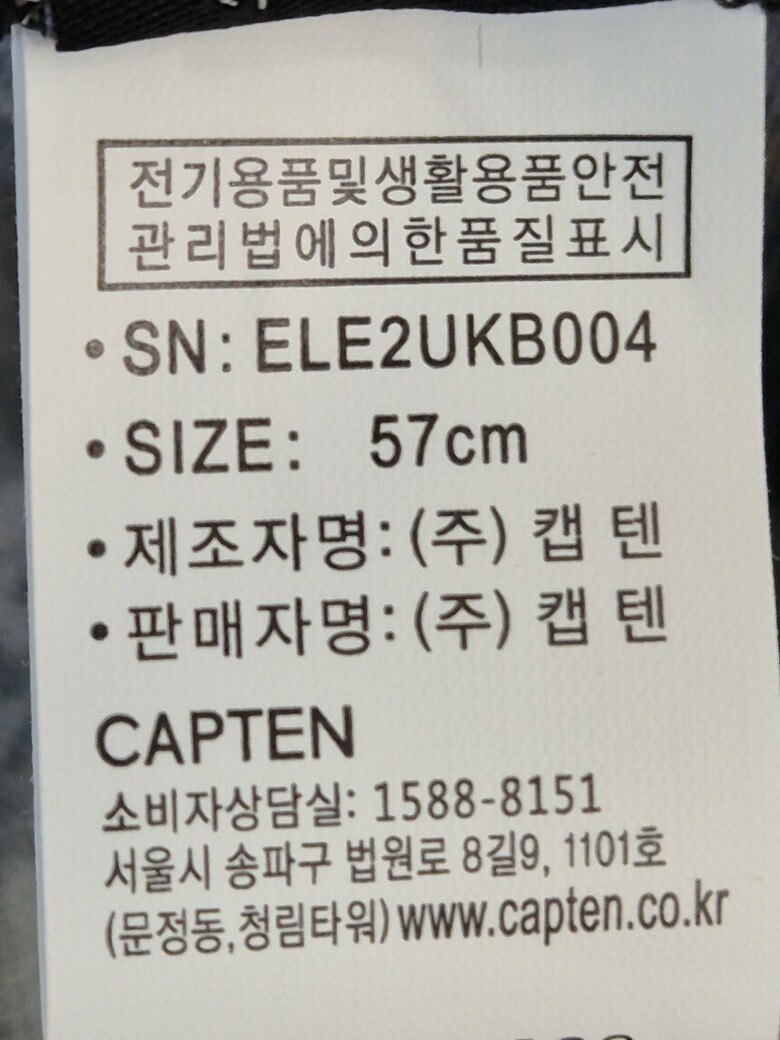 전기용품및생활용품안전
관리법에의한품질표시
• SN: ELE2UKB004
• SIZE: 57cm
• 제조자명: (주) 캡 텐
• 판매자명: (주) 캡 텐
CAPTEN
소비자상담실: 1588-8151
서울시 송파구 법원로 8길9, 1101호
(문정동,청림타워) www.capten.co.kr